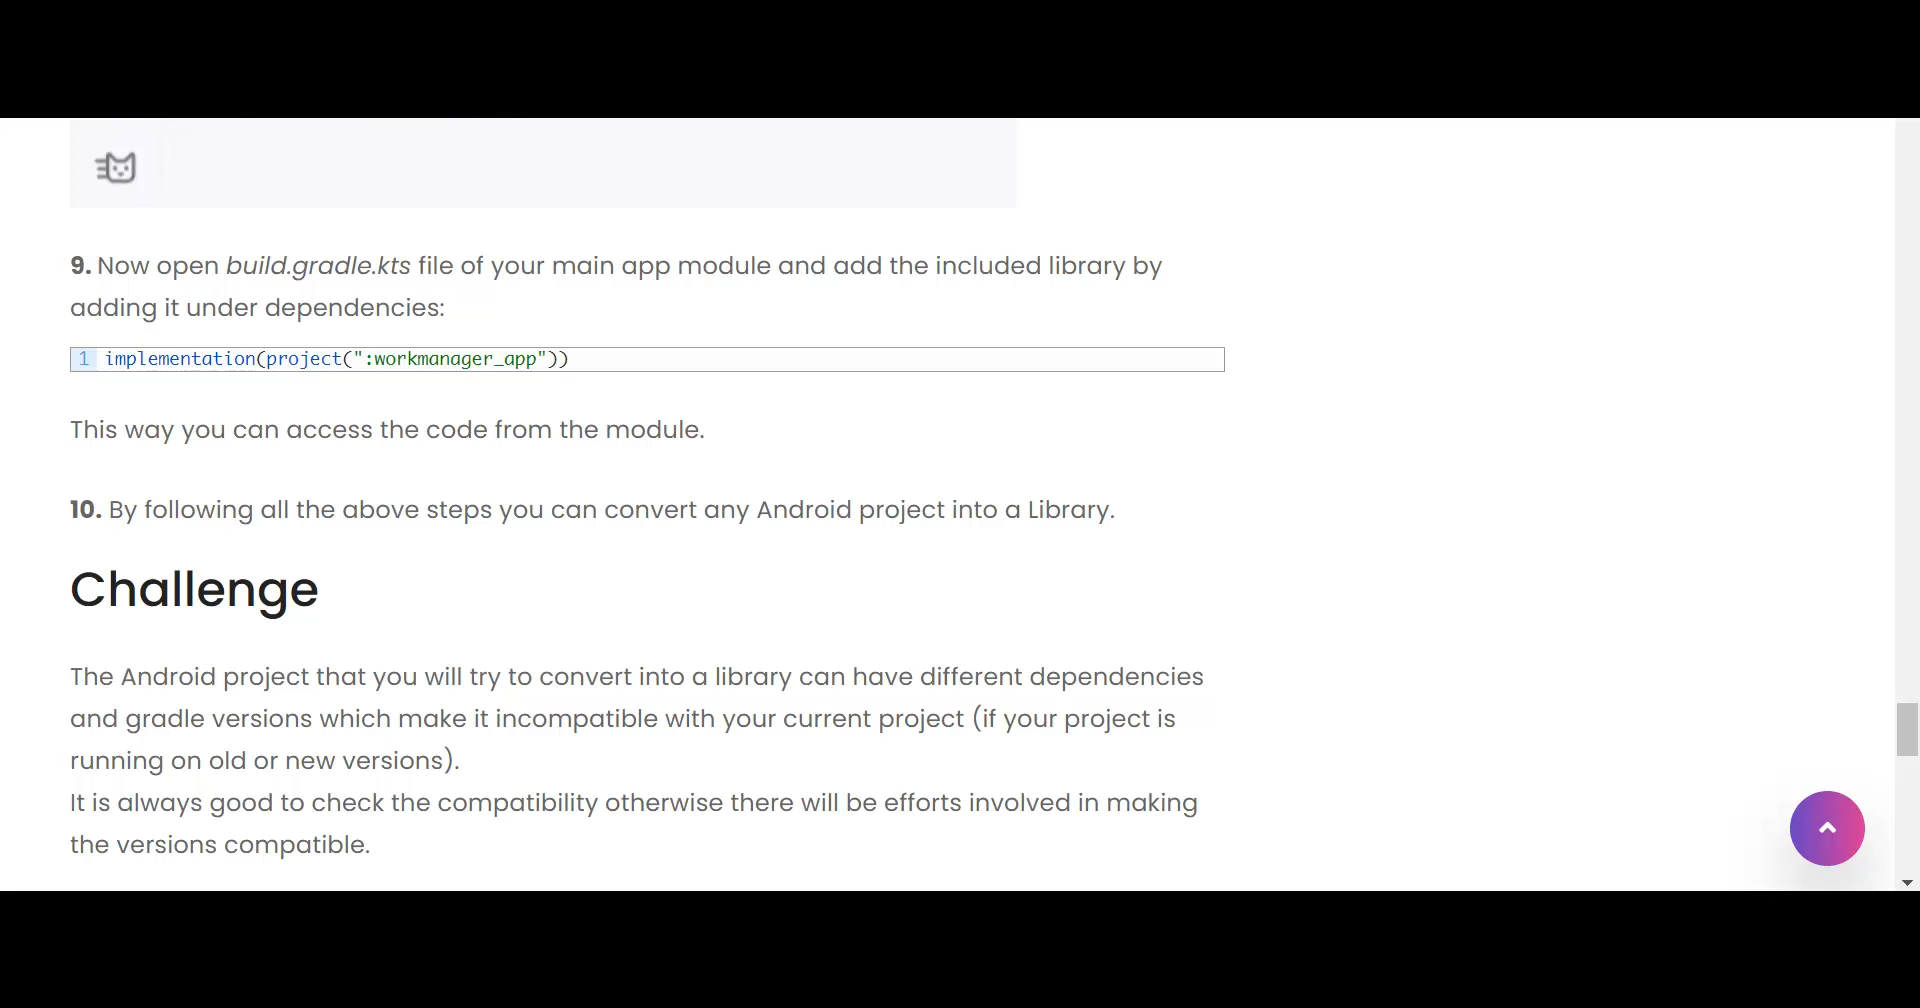 9. Now open build.gradle.kts file of your main app module and add the included library by
adding it under dependencies:
1 implementation(project(":workmanager_app"))
This way you can access the code from the module.
10. By following all the above steps you can convert any Android project into a Library.
Challenge
The Android project that you will try to convert into a library can have different dependencies
and gradle versions which make it incompatible with your current project (if your project is
running on old or new versions).
It is always good to check the compatibility otherwise there will be efforts involved in making
the versions compatible.